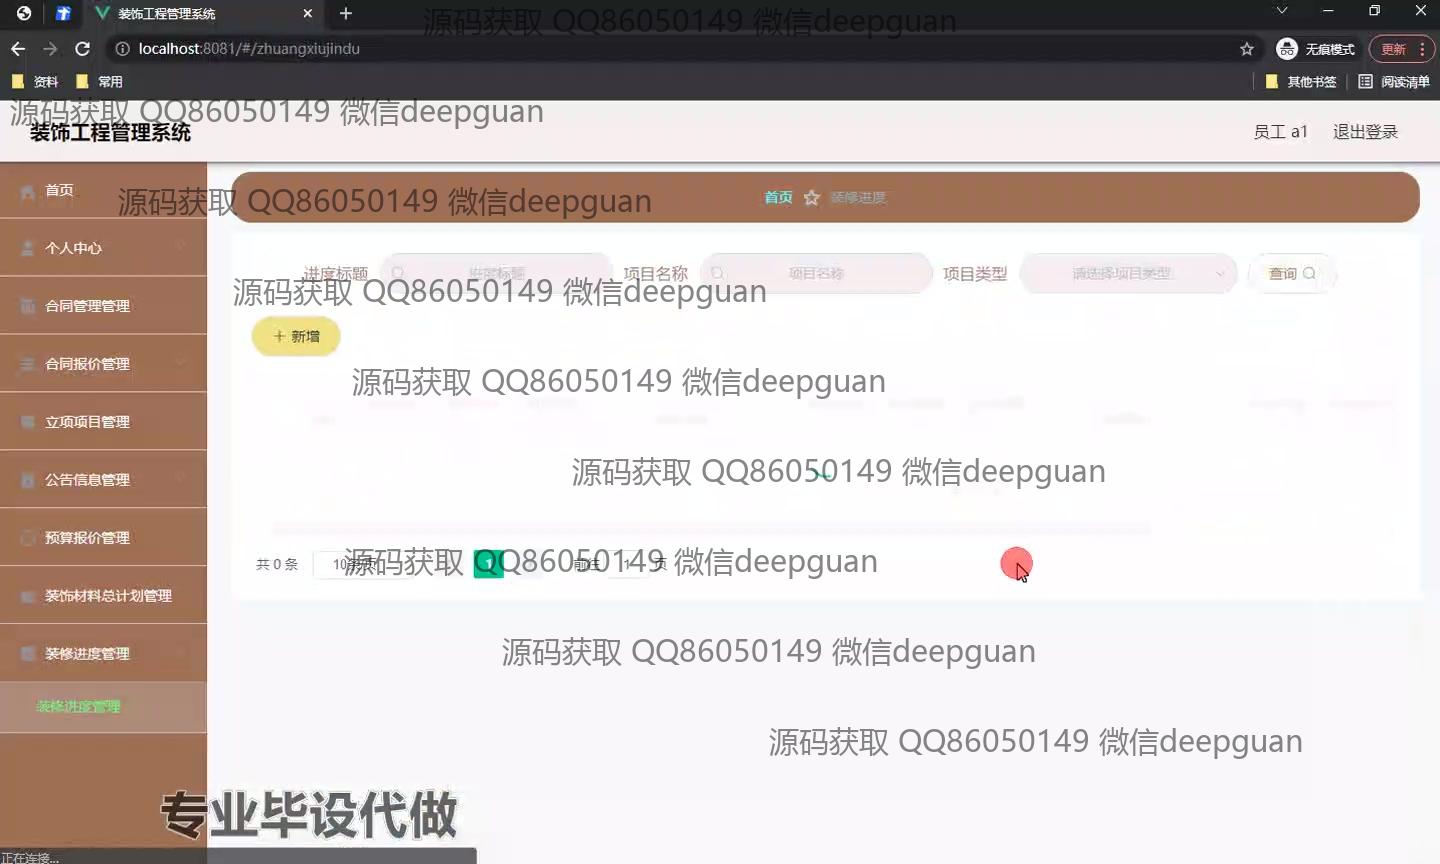 装饰工程管理系统
源码获取 QQ86050149 微信deepguan
localhost:8081/#/zhuangxiujindu
无痕模式
更新
资料
常用
其他书签
阅读清单
源码获取 QQ86050149 微信deepguan
装饰工程管理系统
员工 a1
退出登录
首页
源码获取 QQ86050149 微信deepguan
首页
装修进度
个人中心
进度标题
进度标题
项目名称
项目名称
项目类型
请选择项目类型
查询
源码获取 QQ86050149 微信deepguan
合同管理管理
新增
合同报价管理
源码获取 QQ86050149 微信deepguan
立项项目管理
公告信息管理
源码获取 QQ86050149 微信deepguan
预算报价管理
共 0 条
10条/页
1
前往
1
页
源码获取 QQ86050149 微信deepguan
装饰材料总计划管理
装修进度管理
源码获取 QQ86050149 微信deepguan
装修进度管理
源码获取 QQ86050149 微信deepguan
专业毕设代做
正在连接...